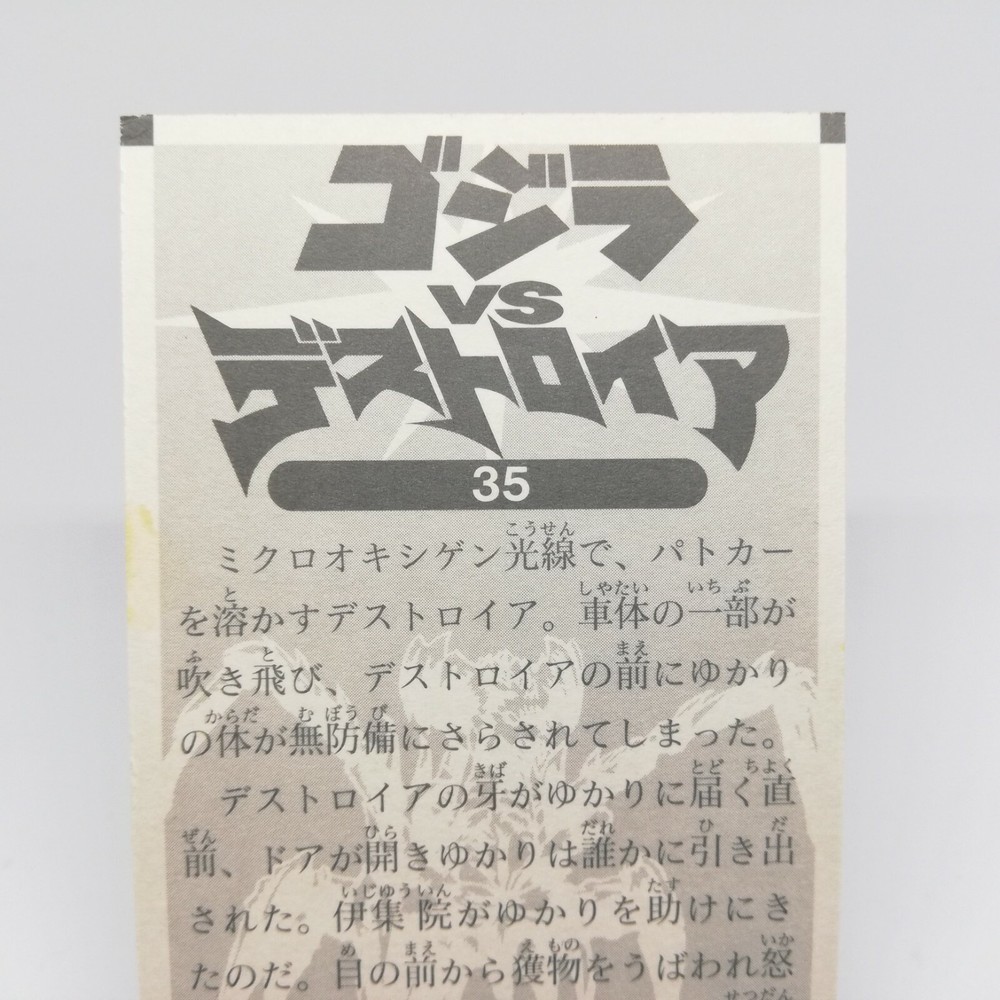 ゴジラ
VS
デストロイア
35
ミクロオキシゲン光線で、パトカー
を溶かすデストロイア。車体の一部が
吹き飛び、デストロイアの前にゆかり
の体が無防備にさらされてしまった。
デストロイアの牙がゆかりに届く直
前、ドアが開きゆかりは誰かに引き出
された。伊集院がゆかりを助けにき
たのだ。目の前から獲物をうばわれ怒
せつだん